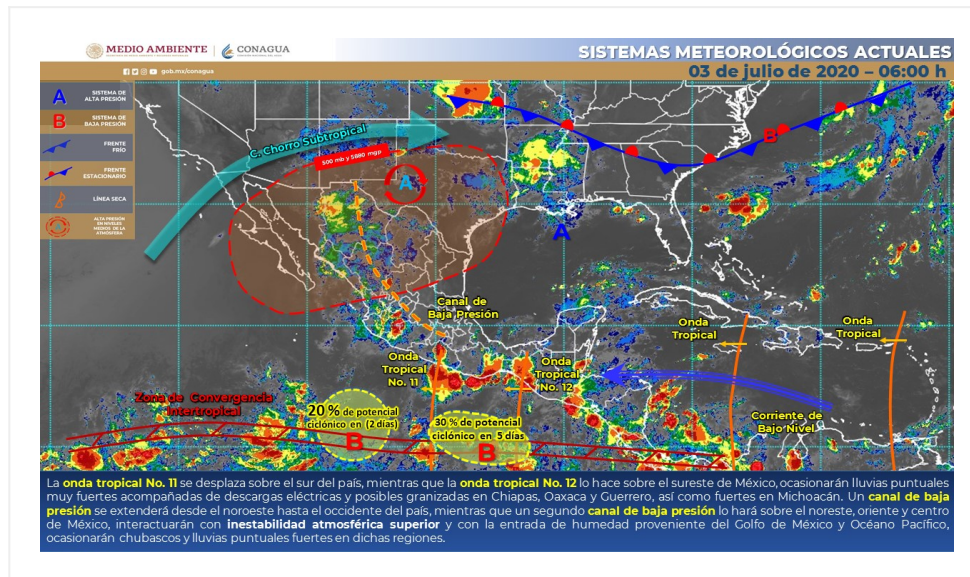 MEDIO AMBIENTE
CONAGUA
SISTEMAS METEOROLÓGICOS ACTUALES
gob.mx/conagua
03 de julio de 2020 – 06:00 h
A
SISTEMA DE
ALTA PRESIÓN
B
SISTEMA DE
BAJA PRESIÓN
FRENTE
FRÍO
FRENTE
ESTACIONARIO
LÍNEA SECA
ALTA PRESIÓN
EN NIVELES
MEDIOS DE LA
ATMÓSFERA
C. Chorro Subtropical
500 mb y 5880 mgp
A
B
A
Canal de
Baja Presión
Onda
Tropical
Onda
Tropical
Onda
Tropical
No. 11
Onda
Tropical
No. 12
Zona de Convergencia
Intertropical
20 % de potencial
ciclónico en (2 días)
B
30 % de potencial
ciclónico en 5 días
B
Corriente de
Bajo Nivel
La onda tropical No. 11 se desplaza sobre el sur del país, mientras que la onda tropical No. 12 lo hace sobre el sureste de México, ocasionarán lluvias puntuales
muy fuertes acompañadas de descargas eléctricas y posibles granizadas en Chiapas, Oaxaca y Guerrero, así como fuertes en Michoacán. Un canal de baja
presión se extenderá desde el noroeste hasta el occidente del país, mientras que un segundo canal de baja presión lo hará sobre el noreste, oriente y centro
de México, interactuarán con inestabilidad atmosférica superior y con la entrada de humedad proveniente del Golfo de México y Océano Pacífico,
ocasionarán chubascos y lluvias puntuales fuertes en dichas regiones.